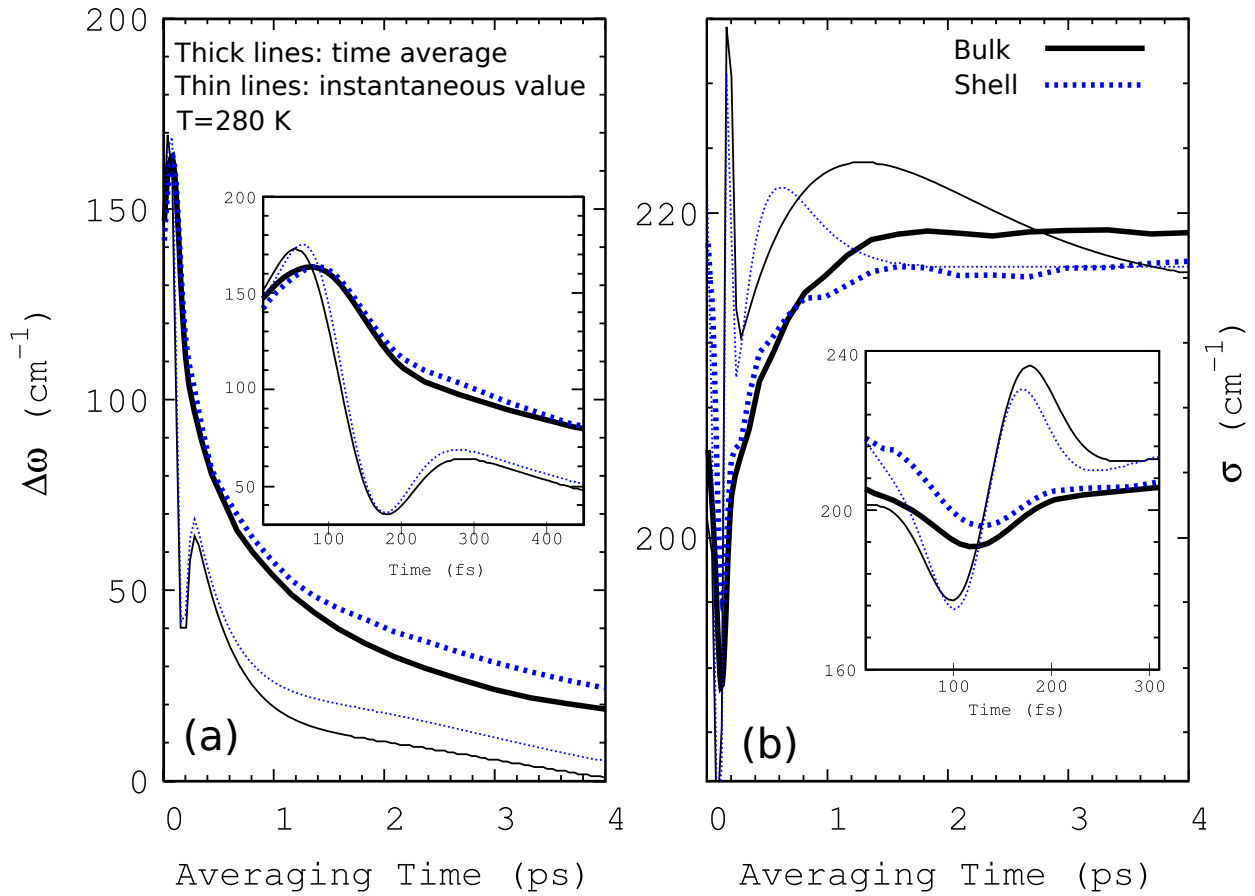 Thick lines: time average
Thin lines: instantaneous value
T=280 K
200
150
100
50
0
Δω (cm⁻¹)
0 1 2 3 4
Averaging Time (ps)
(a)
200
150
100
50
100 200 300 400
Time (fs)
Bulk
Shell
220
200
σ (cm⁻¹)
0 1 2 3 4
Averaging Time (ps)
(b)
240
200
160
100 200 300
Time (fs)